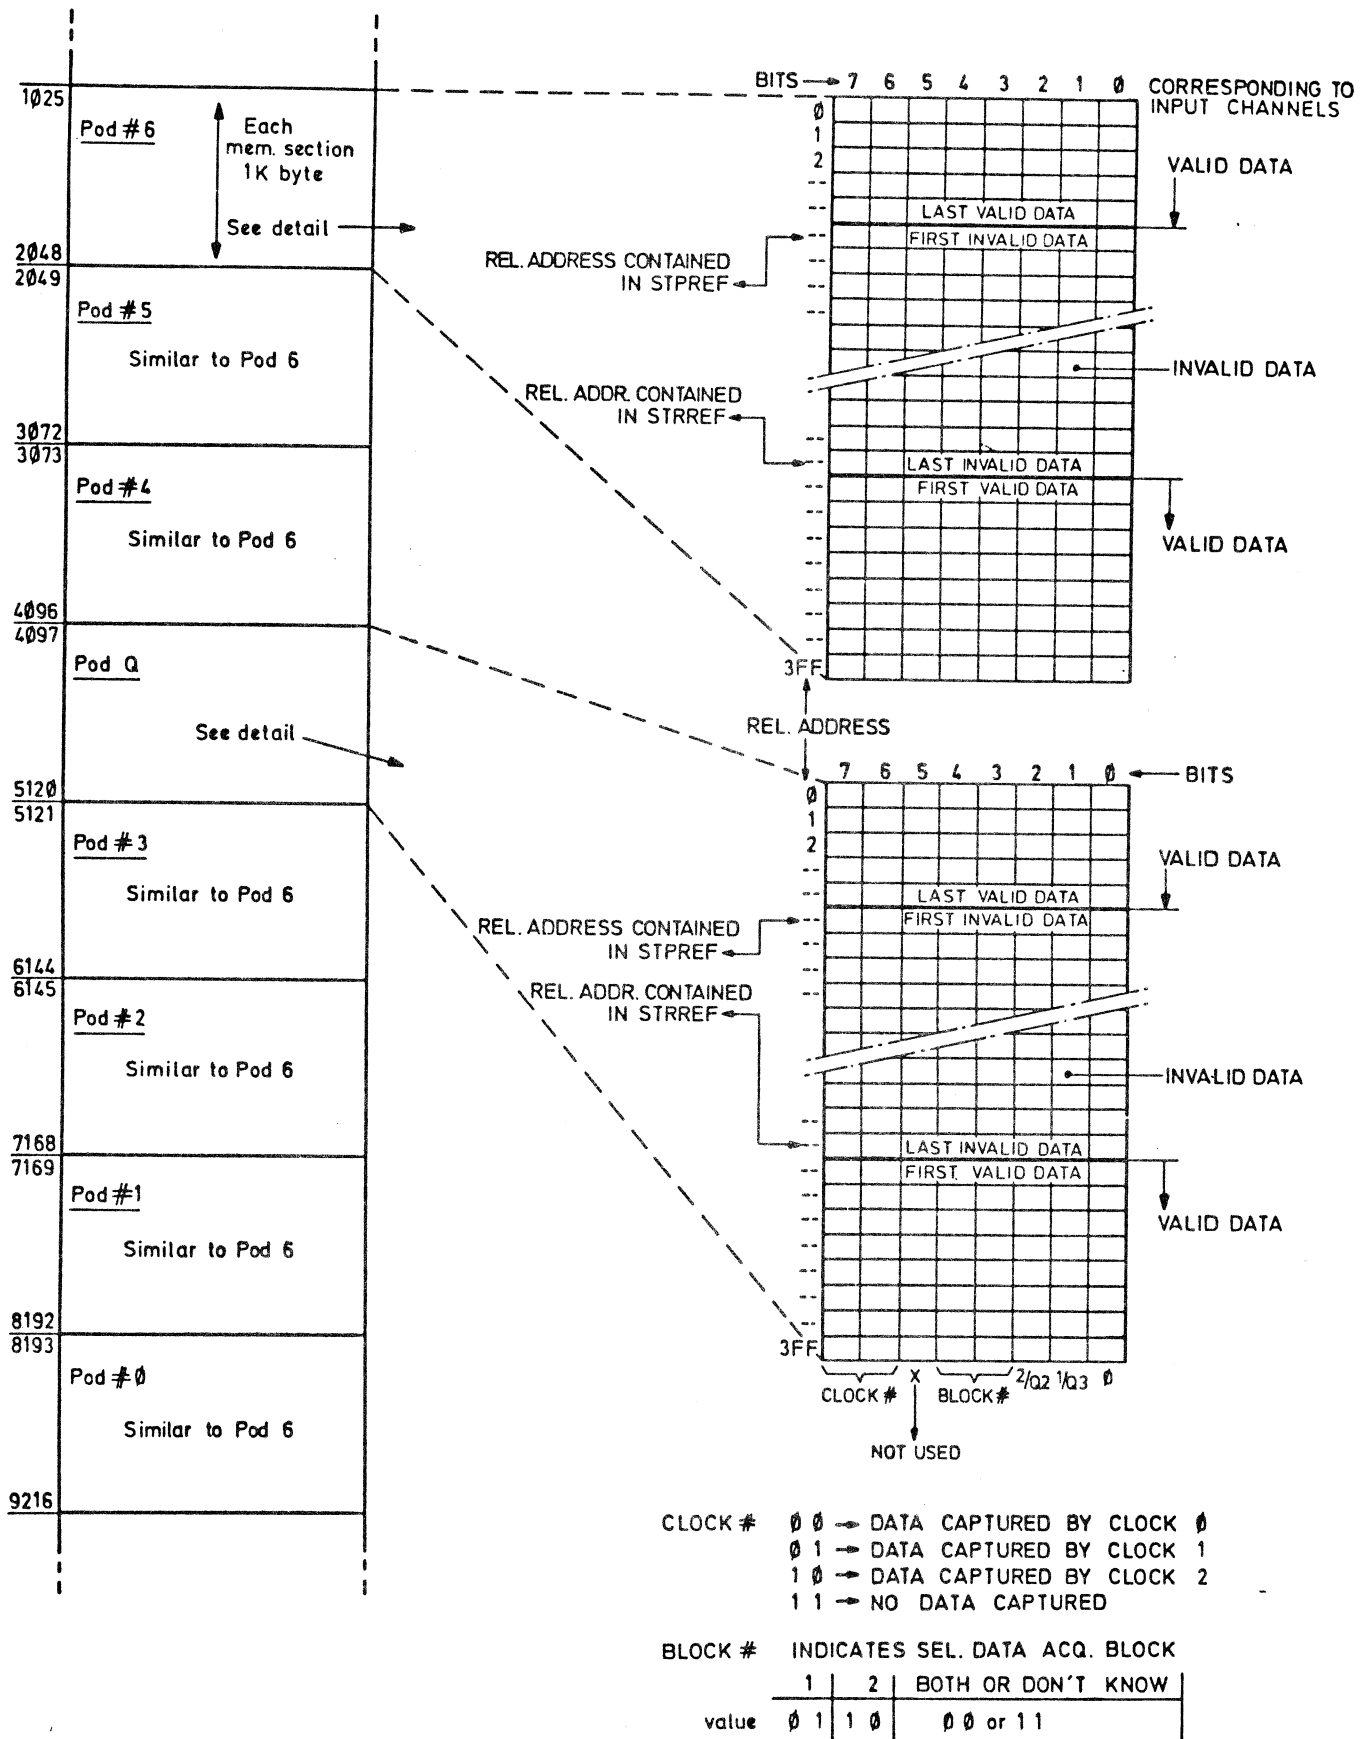 1Ø25
Pod #6
Each
mem. section
1K byte
See detail
2Ø48
2Ø49
Pod #5
Similar to Pod 6
3Ø72
3Ø73
Pod #4
Similar to Pod 6
4Ø96
4Ø97
Pod Q
See detail
512Ø
5121
Pod #3
Similar to Pod 6
6144
6145
Pod #2
Similar to Pod 6
7168
7169
Pod #1
Similar to Pod 6
8192
8193
Pod #Ø
Similar to Pod 6
9216
BITS 7 6 5 4 3 2 1 Ø CORRESPONDING TO
INPUT CHANNELS
Ø
1
2
--
--
VALID DATA
LAST VALID DATA
--
FIRST INVALID DATA
REL. ADDRESS CONTAINED
IN STPREF
--
--
--
INVALID DATA
REL. ADDR. CONTAINED
IN STRREF
--
--
LAST INVALID DATA
FIRST VALID DATA
--
--
--
VALID DATA
--
--
--
--
3FF
REL. ADDRESS
7 6 5 4 3 2 1 Ø BITS
Ø
1
2
--
--
VALID DATA
LAST VALID DATA
--
FIRST INVALID DATA
REL. ADDRESS CONTAINED
IN STPREF
--
--
--
REL. ADDR. CONTAINED
IN STRREF
INVALID DATA
--
--
LAST INVALID DATA
FIRST VALID DATA
--
--
--
VALID DATA
--
--
--
--
3FF
CLOCK # X BLOCK # 2/Q2 1/Q3 Ø
NOT USED
CLOCK # Ø Ø → DATA CAPTURED BY CLOCK Ø
Ø 1 → DATA CAPTURED BY CLOCK 1
1 Ø → DATA CAPTURED BY CLOCK 2
1 1 → NO DATA CAPTURED
BLOCK # INDICATES SEL. DATA ACQ. BLOCK
1 2 BOTH OR DON'T KNOW
value Ø 1 1 Ø Ø Ø or 1 1